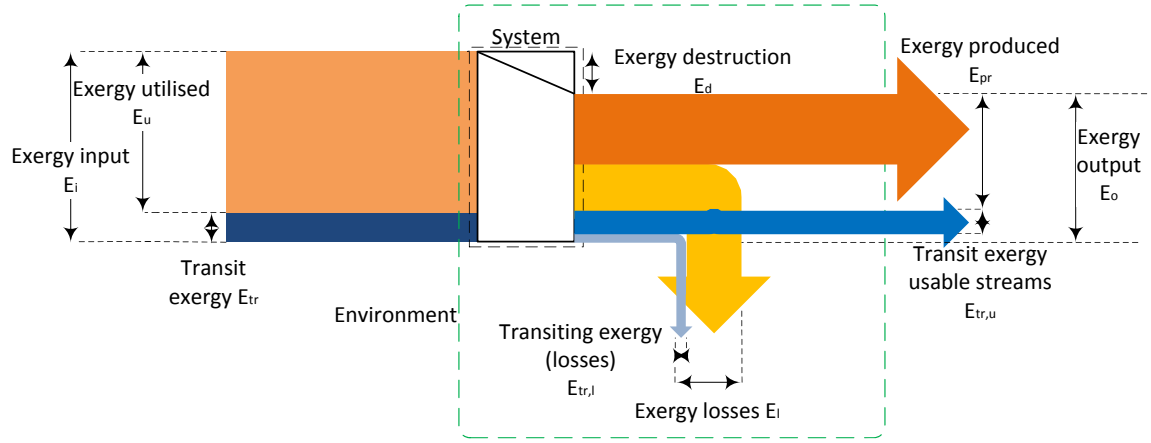 System
Exergy utilised
Eu
Exergy input
Ei
Transit
exergy Etr
Environment
Exergy destruction
Ed
Exergy produced
Epr
Exergy
output
Eo
Transit exergy
usable streams
Etr,u
Transiting exergy
(losses)
Etr,l
Exergy losses El